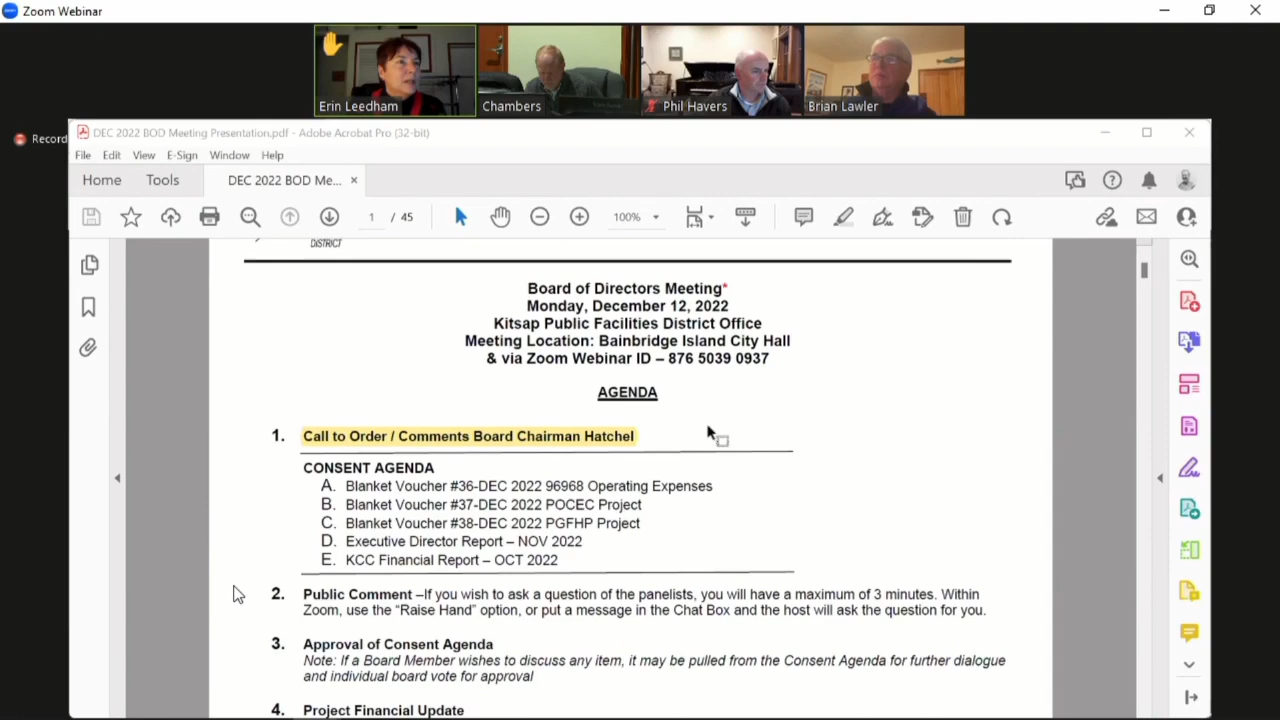 Zoom Webinar
Erin Leedham
Chambers
Phil Havers
Brian Lawler
Record
DEC 2022 BOD Meeting Presentation.pdf - Adobe Acrobat Pro (32-bit)
File Edit View E-Sign Window Help
Home Tools DEC 2022 BOD Me...
1 / 45 100%
DISTRICT
Board of Directors Meeting*
Monday, December 12, 2022
Kitsap Public Facilities District Office
Meeting Location: Bainbridge Island City Hall
& via Zoom Webinar ID – 876 5039 0937
AGENDA
1. Call to Order / Comments Board Chairman Hatchel
CONSENT AGENDA
A. Blanket Voucher #36-DEC 2022 96968 Operating Expenses
B. Blanket Voucher #37-DEC 2022 POCEC Project
C. Blanket Voucher #38-DEC 2022 PGFHP Project
D. Executive Director Report – NOV 2022
E. KCC Financial Report – OCT 2022
2. Public Comment –If you wish to ask a question of the panelists, you will have a maximum of 3 minutes. Within
Zoom, use the “Raise Hand” option, or put a message in the Chat Box and the host will ask the question for you.
3. Approval of Consent Agenda
Note: If a Board Member wishes to discuss any item, it may be pulled from the Consent Agenda for further dialogue
and individual board vote for approval
4. Project Financial Update